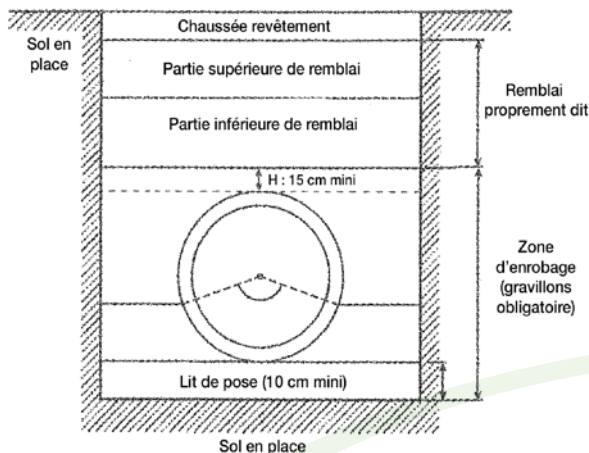 Chaussée revêtement
Sol en
place
Partie supérieure de remblai
Remblai
proprement dit
Partie inférieure de remblai
H : 15 cm mini
Zone
d'enrobage
(gravillons
obligatoire)
Lit de pose (10 cm mini)
Sol en place